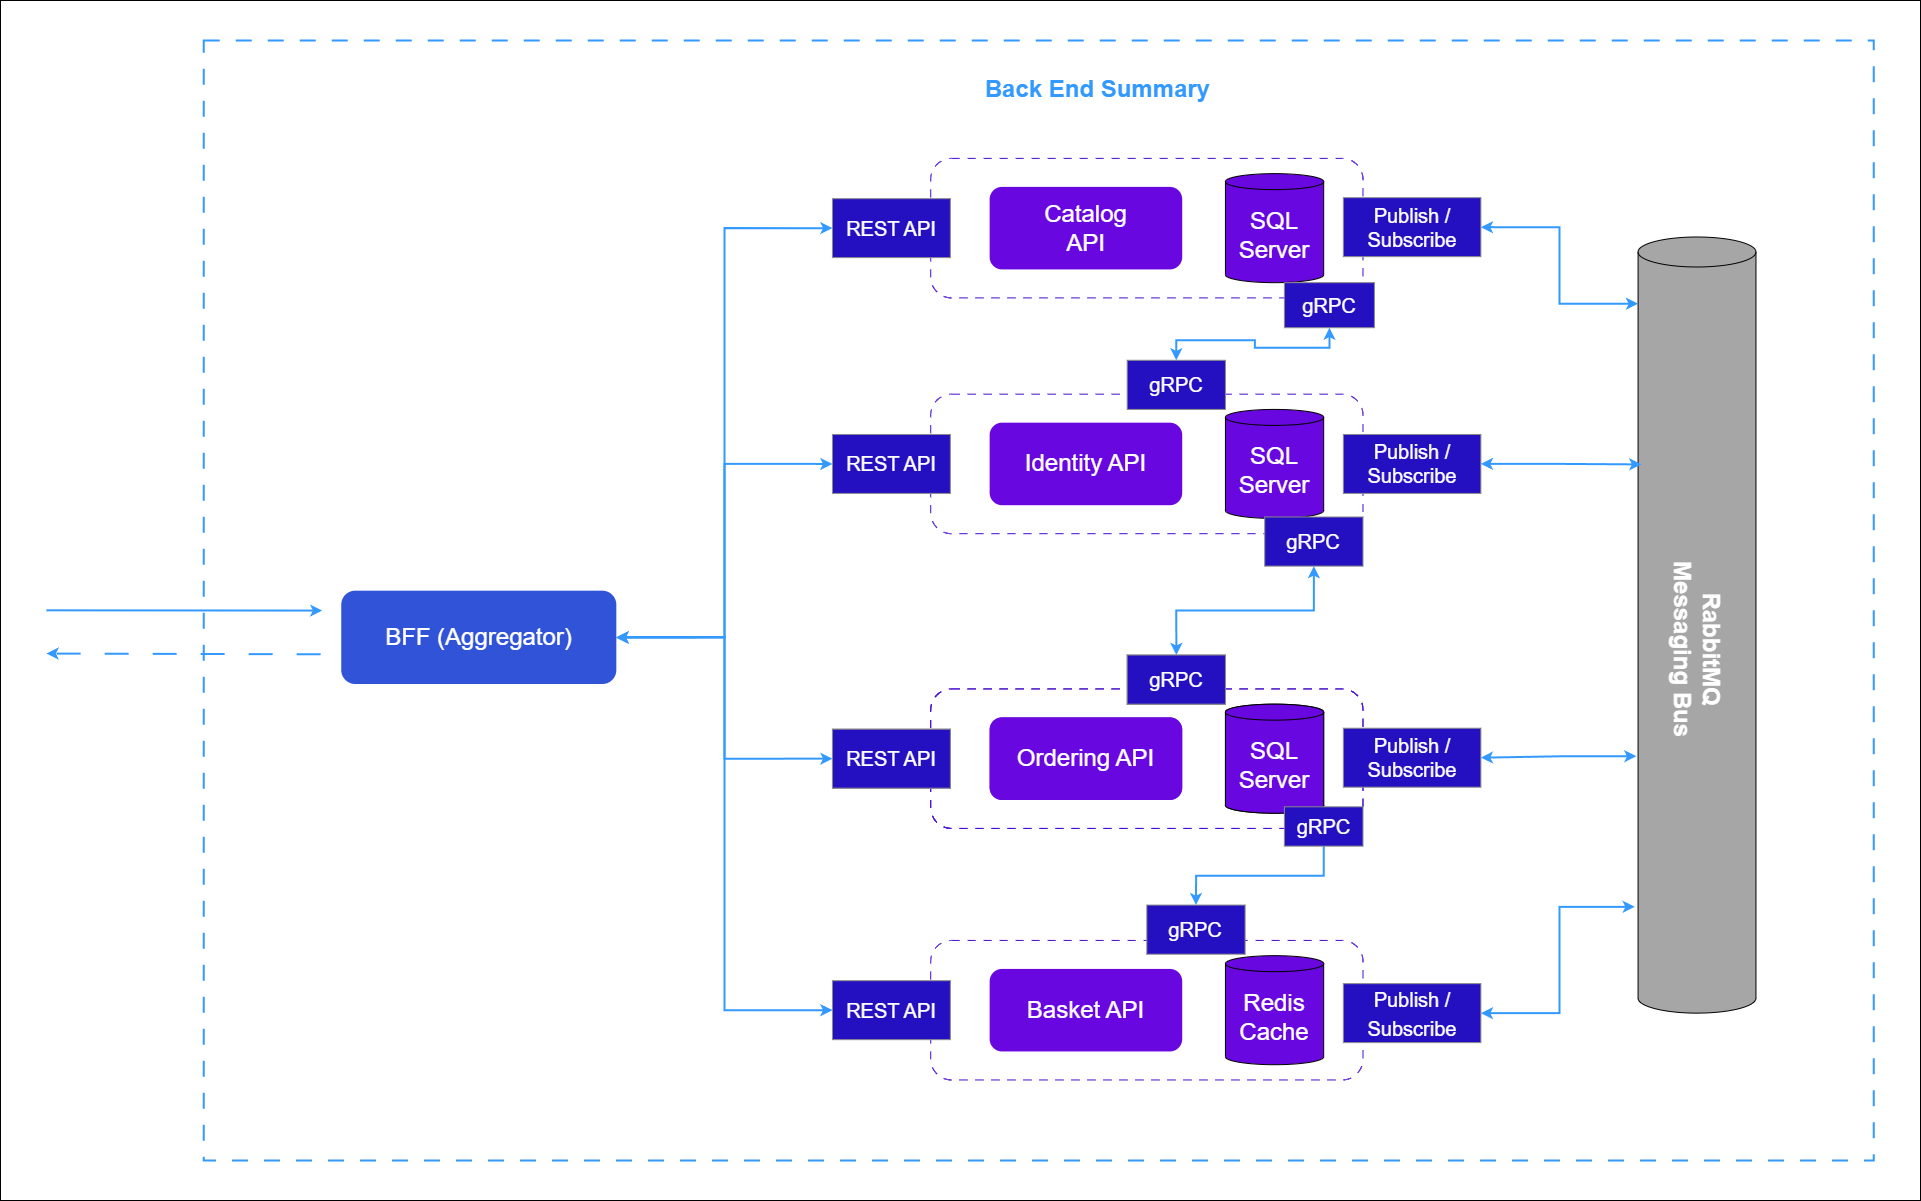 Back End Summary
REST API
Catalog
API
SQL
Server
Publish /
Subscribe
gRPC
gRPC
REST API
Identity API
SQL
Server
Publish /
Subscribe
gRPC
BFF (Aggregator)
RabbitMQ
Messaging Bus
gRPC
REST API
Ordering API
SQL
Server
Publish /
Subscribe
gRPC
gRPC
REST API
Basket API
Redis
Cache
Publish /
Subscribe